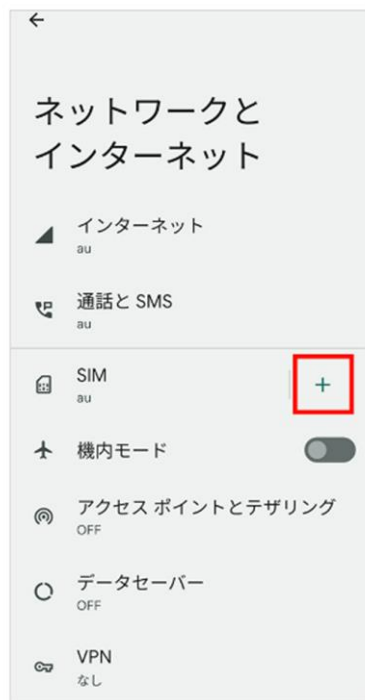 ネットワークと
インターネット
インターネット
au
通話と SMS
au
SIM
au
機内モード
アクセス ポイントとテザリング
OFF
データセーバー
OFF
VPN
なし